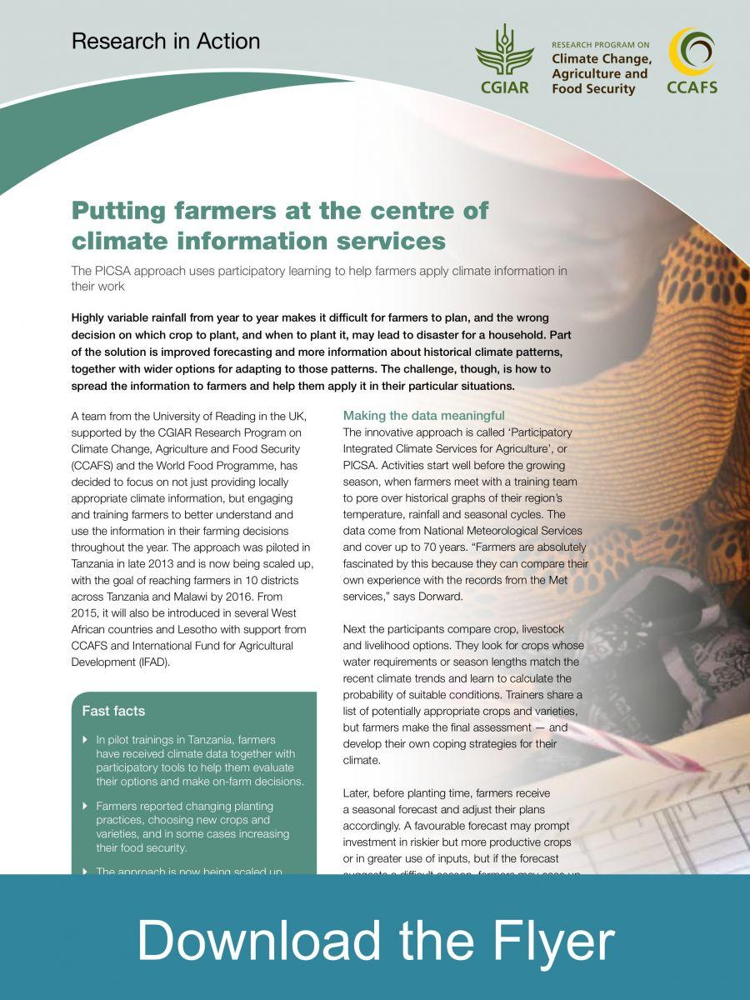 Research in Action
CGIAR
RESEARCH PROGRAM ON
Climate Change,
Agriculture and
Food Security
CCAFS
Putting farmers at the centre of
climate information services
The PICSA approach uses participatory learning to help farmers apply climate information in
their work
Highly variable rainfall from year to year makes it difficult for farmers to plan, and the wrong
decision on which crop to plant, and when to plant it, may lead to disaster for a household. Part
of the solution is improved forecasting and more information about historical climate patterns,
together with wider options for adapting to those patterns. The challenge, though, is how to
spread the information to farmers and help them apply it in their particular situations.
A team from the University of Reading in the UK,
supported by the CGIAR Research Program on
Climate Change, Agriculture and Food Security
(CCAFS) and the World Food Programme, has
decided to focus on not just providing locally
appropriate climate information, but engaging
and training farmers to better understand and
use the information in their farming decisions
throughout the year. The approach was piloted in
Tanzania in late 2013 and is now being scaled up,
with the goal of reaching farmers in 10 districts
across Tanzania and Malawi by 2016. From
2015, it will also be introduced in several West
African countries and Lesotho with support from
CCAFS and International Fund for Agricultural
Development (IFAD).
Fast facts
In pilot trainings in Tanzania, farmers
have received climate data together with
participatory tools to help them evaluate
their options and make on-farm decisions.
Farmers reported changing planting
practices, choosing new crops and
varieties, and in some cases increasing
their food security.
The approach is now being scaled up
Making the data meaningful
The innovative approach is called ‘Participatory
Integrated Climate Services for Agriculture’, or
PICSA. Activities start well before the growing
season, when farmers meet with a training team
to pore over historical graphs of their region’s
temperature, rainfall and seasonal cycles. The
data come from National Meteorological Services
and cover up to 70 years. “Farmers are absolutely
fascinated by this because they can compare their
own experience with the records from the Met
services,” says Dorward.
Next the participants compare crop, livestock
and livelihood options. They look for crops whose
water requirements or season lengths match the
recent climate trends and learn to calculate the
probability of suitable conditions. Trainers share a
list of potentially appropriate crops and varieties,
but farmers make the final assessment — and
develop their own coping strategies for their
climate.
Later, before planting time, farmers receive
a seasonal forecast and adjust their plans
accordingly. A favourable forecast may prompt
investment in riskier but more productive crops
or in greater use of inputs, but if the forecast
suggests a difficult season, farmers may
Download the Flyer